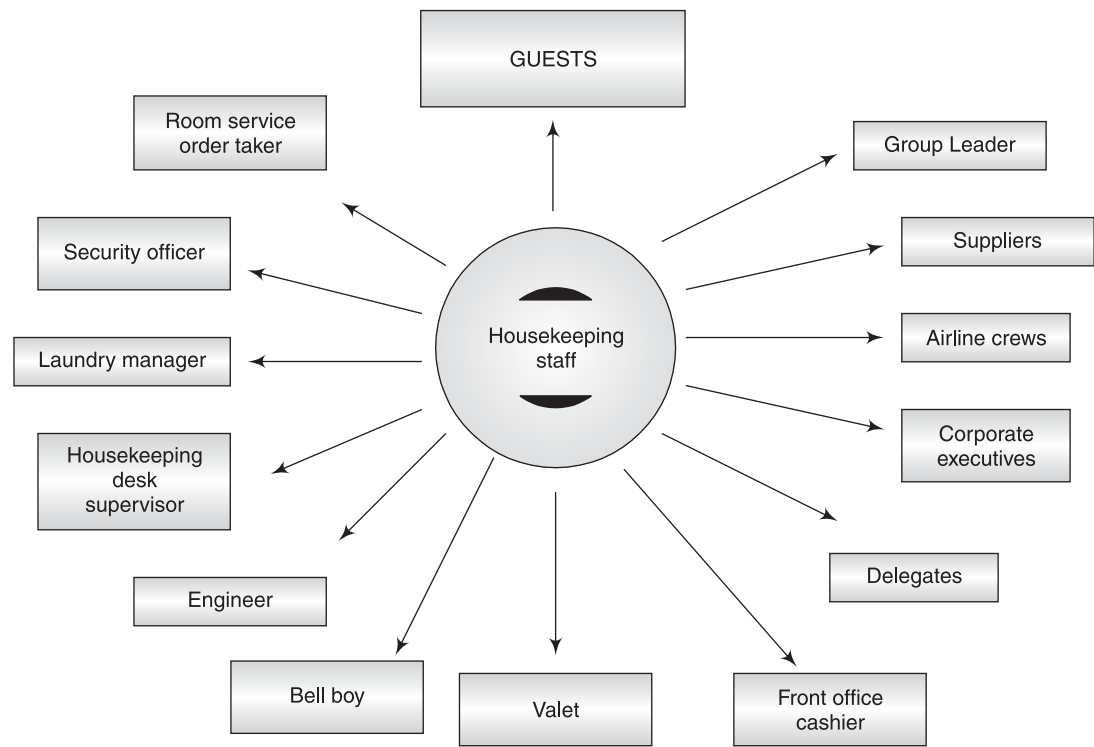 GUESTS
Room service
order taker
Group Leader
Security officer
Suppliers
Housekeeping
staff
Airline crews
Laundry manager
Corporate
executives
Housekeeping
desk
supervisor
Delegates
Engineer
Bell boy
Valet
Front office
cashier